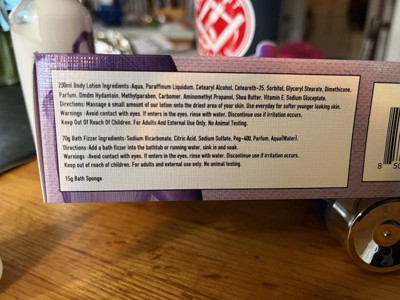 200ml Body Lotion Ingredients:-Aqua, Paraffinum Liquidum, Cetearyl Alcohol, Ceteareth-25, Sorbitol, Glyceryl Stearate, Dimethicone,
Parfum, Dmdm Hydantoin, Methylparaben, Carbomer, Aminomethyl Propanol, Shea Butter, Vitamin E, Sodium Gluceptate.
Directions: Massage a small amount of our lotion onto the driest area of your skin. Use everyday for softer younger looking skin.
Warnings :Avoid contact with eyes. If enters in the eyes, rinse with water. Discontinue use if irritation occurs.
Keep Out Of Reach Of Children. For Adults And External Use Only. No Animal Testing.
70g Bath Fizzer Ingredients:-Sodium Bicarbonate, Citric Acid, Sodium Sulfate, Peg-400, Parfum, Aqua(Water).
Directions:-Add a bath fizzer into the bathtub or running water, sink in and soak.
Warnings :Avoid contact with eyes. If enters in the eyes, rinse with water. Discontinue use if irritation occurs.
Keep out of reach of children. For adults and external use only. No animal testing.
15g Bath Sponge